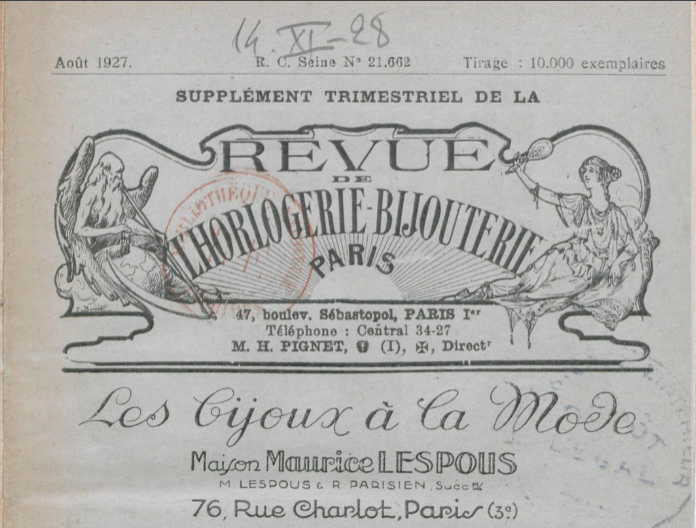 14. XI-28
Août 1927. R. C. Seine N° 21.662 Tirage : 10.000 exemplaires
SUPPLÉMENT TRIMESTRIEL DE LA
REVUE
DE
L'HORLOGERIE-BIJOUTERIE
PARIS
47, boulev. Sébastopol, PARIS Ier
Téléphone : Central 34-27
M. H. PIGNET, (I), ✠, Directr
Les bijoux à la Mode
Maison Maurice LESPOUS
M. LESPOUS & R. PARISIEN, Succrs
76, Rue Charlot, Paris (3e)